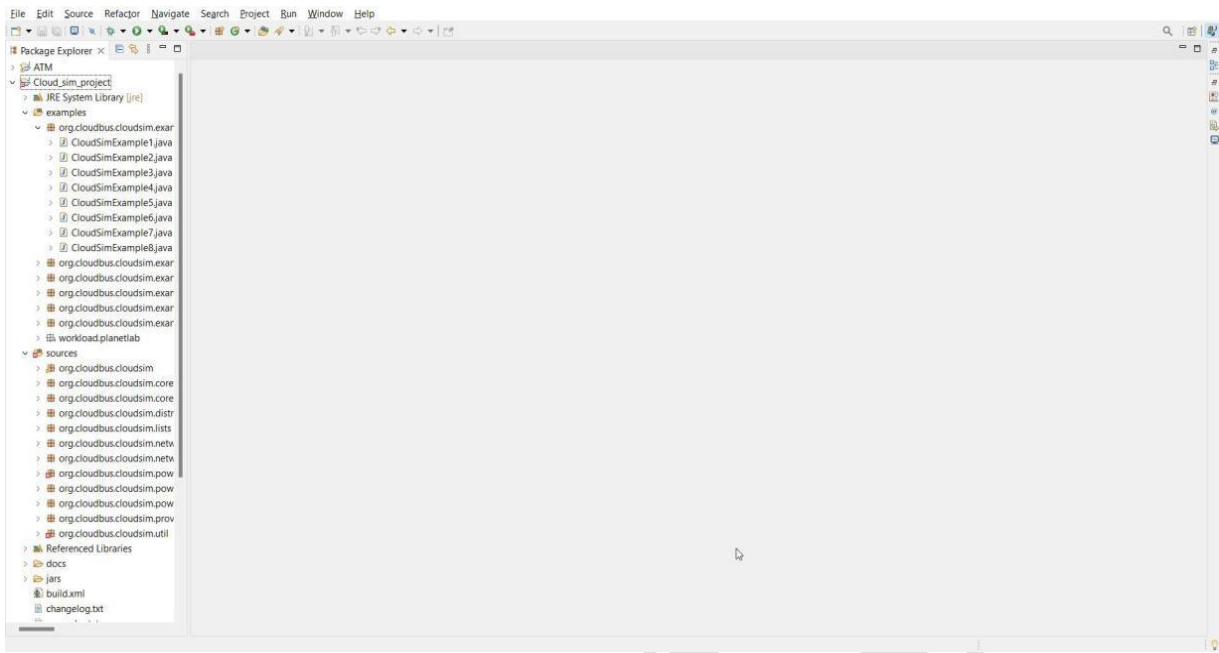 File Edit Source Refactor Navigate Search Project Run Window Help
Package Explorer
ATM
Cloud_sim_project
JRE System Library [jre]
examples
org.cloudbus.cloudsim.exar
CloudSimExample1.java
CloudSimExample2.java
CloudSimExample3.java
CloudSimExample4.java
CloudSimExample5.java
CloudSimExample6.java
CloudSimExample7.java
CloudSimExample8.java
org.cloudbus.cloudsim.exar
org.cloudbus.cloudsim.exar
org.cloudbus.cloudsim.exar
org.cloudbus.cloudsim.exar
org.cloudbus.cloudsim.exar
workload.planetlab
sources
org.cloudbus.cloudsim
org.cloudbus.cloudsim.core
org.cloudbus.cloudsim.core
org.cloudbus.cloudsim.distr
org.cloudbus.cloudsim.lists
org.cloudbus.cloudsim.netw
org.cloudbus.cloudsim.netw
org.cloudbus.cloudsim.pow
org.cloudbus.cloudsim.pow
org.cloudbus.cloudsim.pow
org.cloudbus.cloudsim.prov
org.cloudbus.cloudsim.util
Referenced Libraries
docs
jars
build.xml
changelog.txt